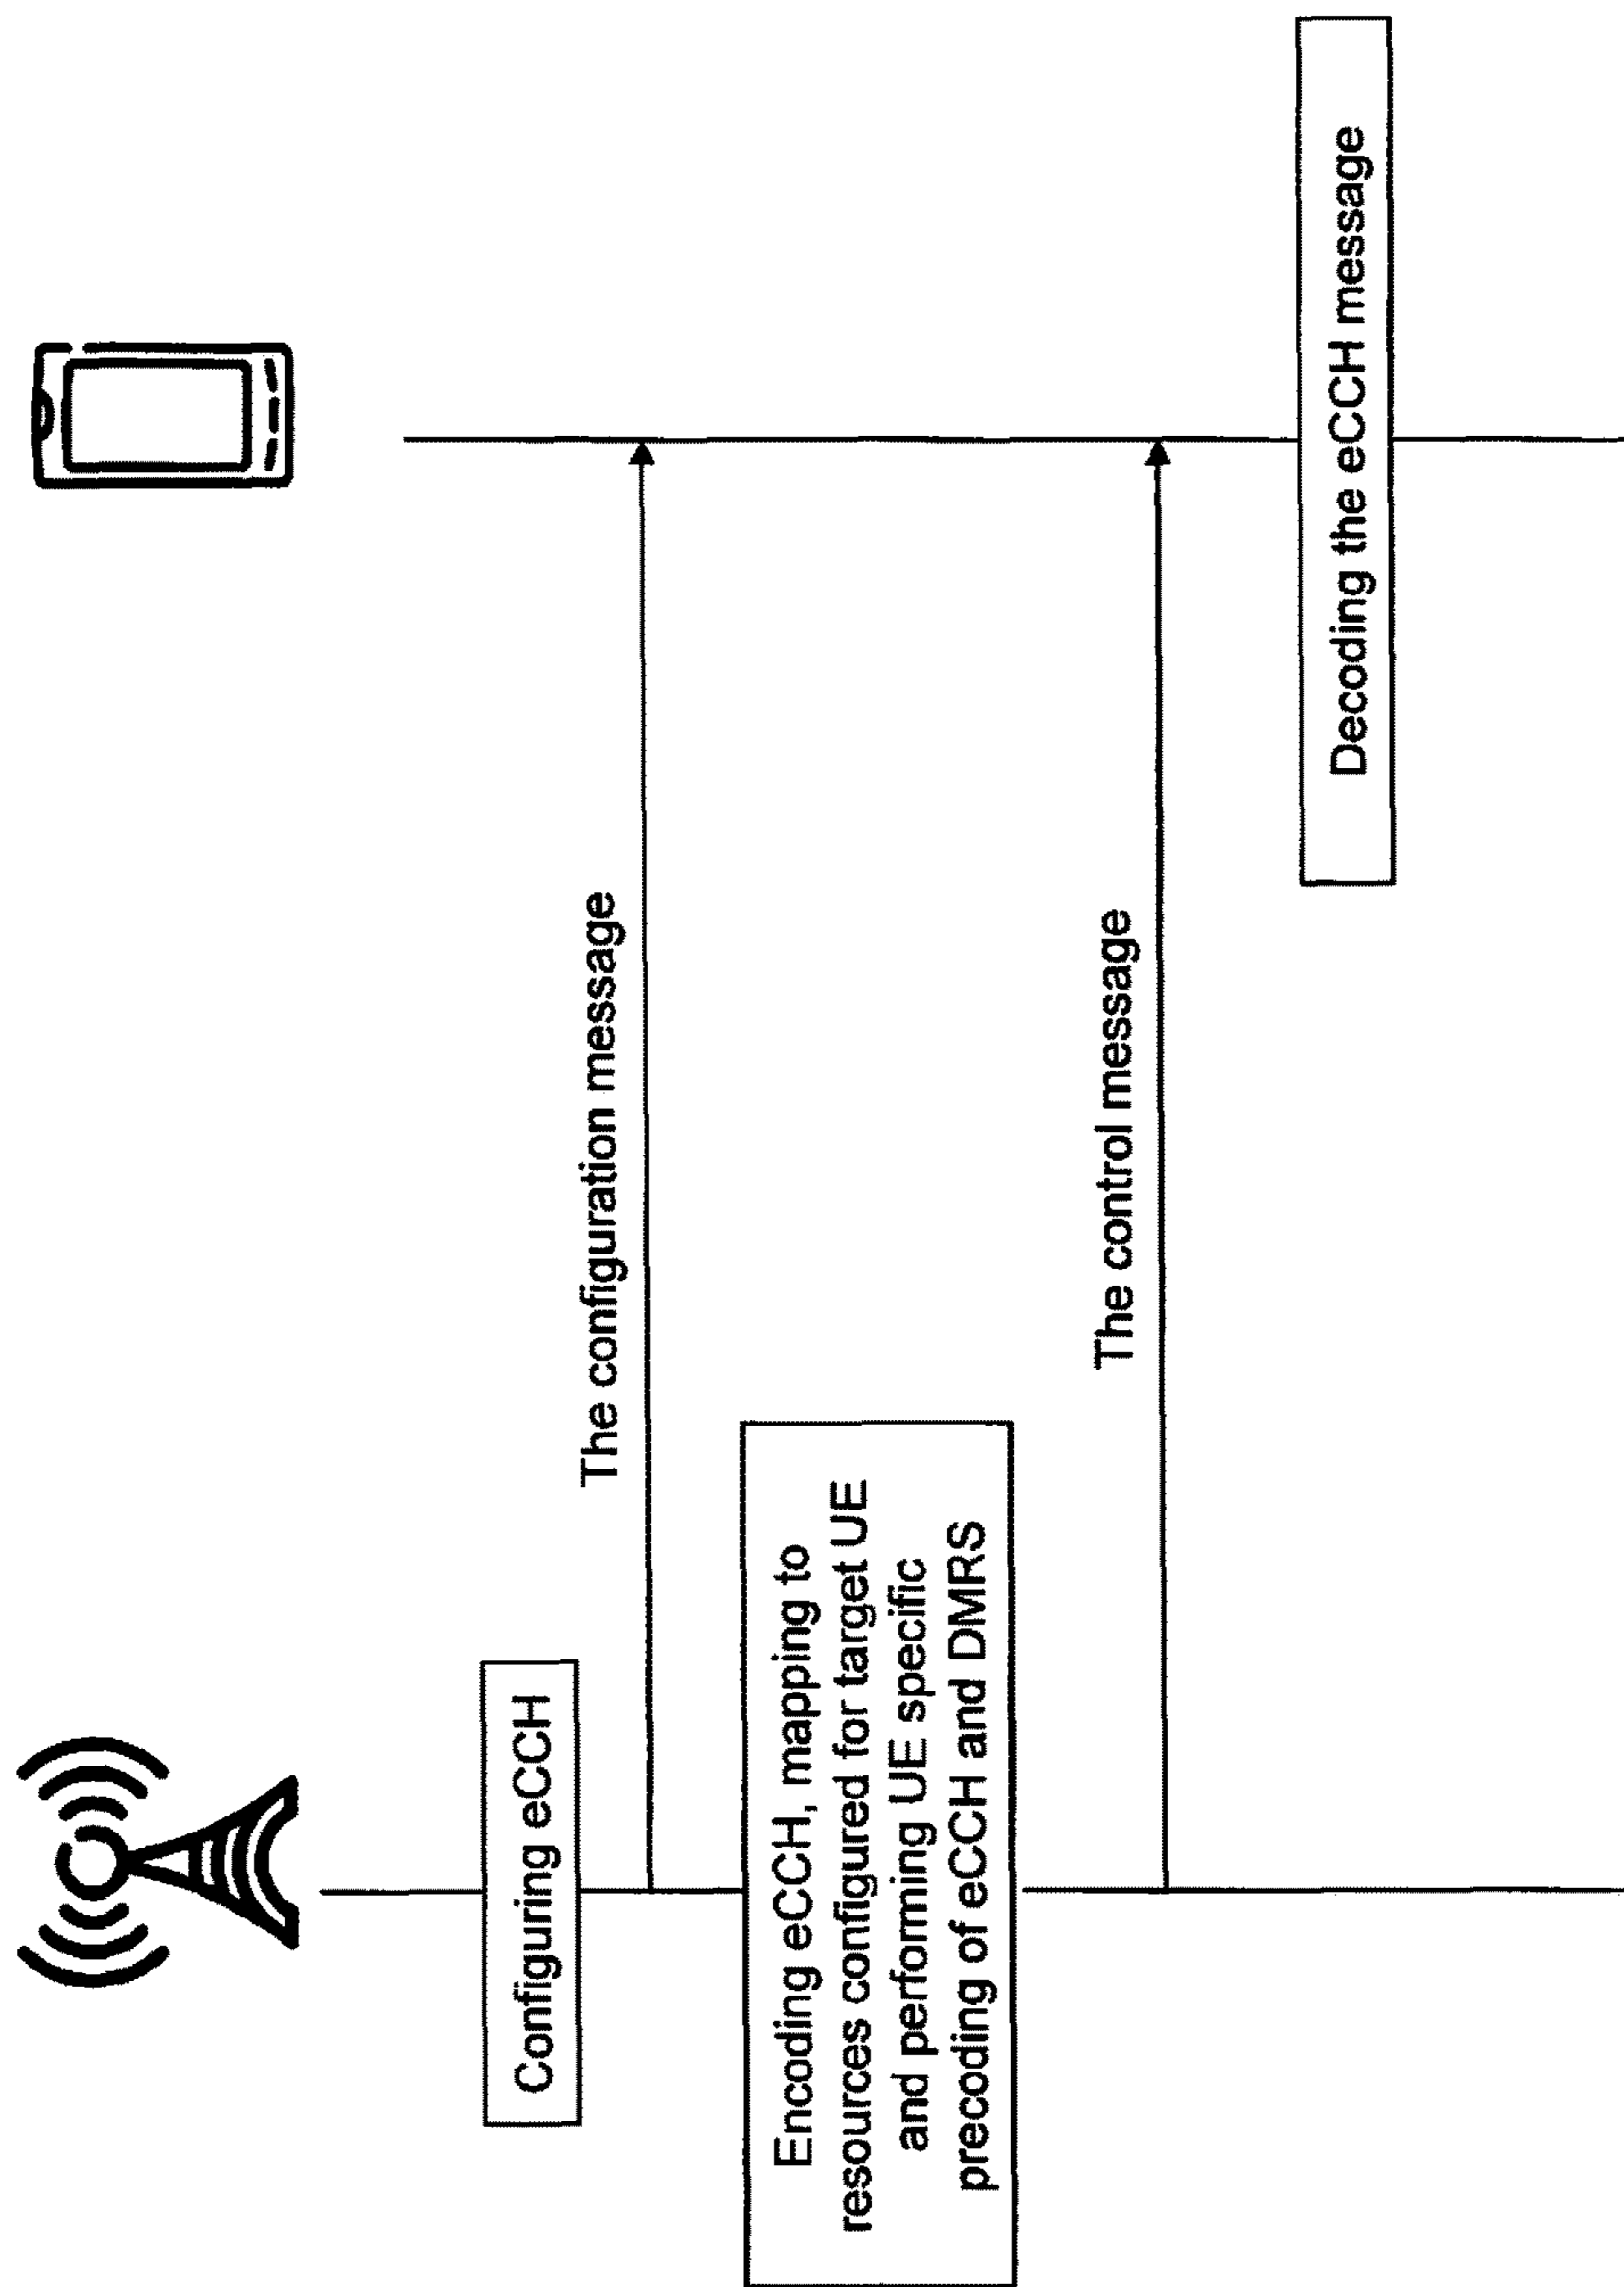 Configuring eCCH
The configuration message
Encoding eCCH, mapping to
resources configured for target UE
and performing UE specific
precoding of eCCH and DMRS
The control message
Decoding the eCCH message